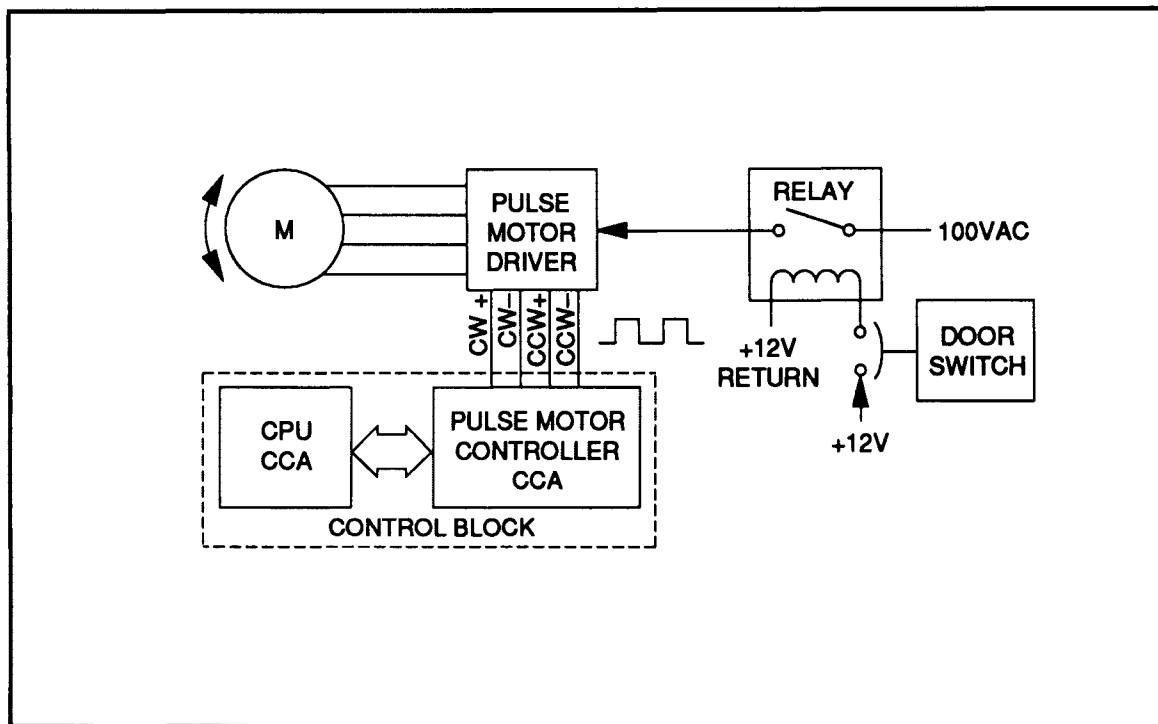 M
PULSE
MOTOR
DRIVER
RELAY
100VAC
CW +
CW-
CCW+
CCW-
+12V
RETURN
DOOR
SWITCH
+12V
CPU
CCA
PULSE MOTOR
CONTROLLER
CCA
CONTROL BLOCK